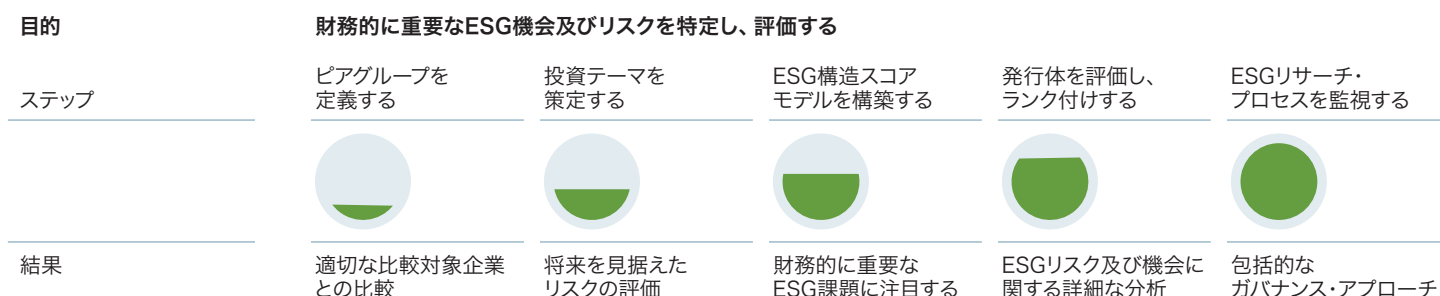 目的
財務的に重要なESG機会及びリスクを特定し、評価する
ステップ
ピアグループを
定義する
投資テーマを
策定する
ESG構造スコア
モデルを構築する
発行体を評価し、
ランク付けする
ESGリサーチ・
プロセスを監視する
結果
適切な比較対象企業
との比較
将来を見据えた
リスクの評価
財務的に重要な
ESG課題に注目する
ESGリスク及び機会に
関する詳細な分析
包括的な
ガバナンス・アプローチ